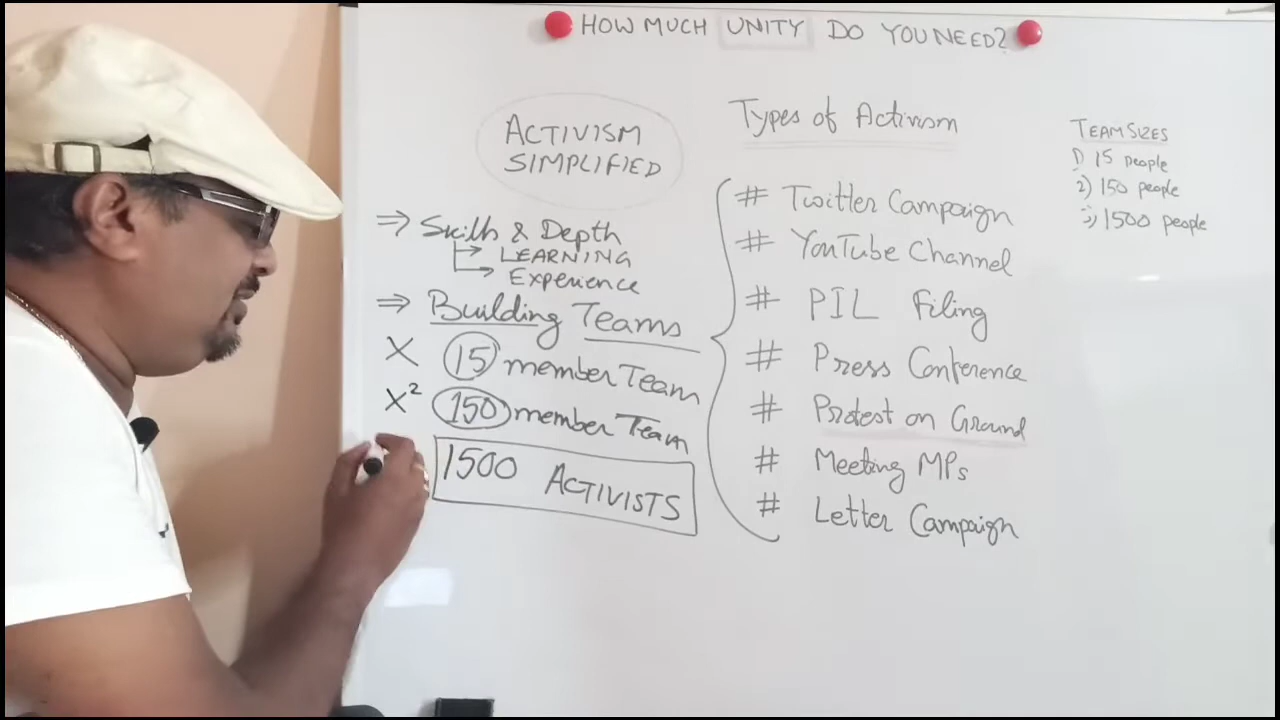 HOW MUCH UNITY DO YOU NEED?
ACTIVISM
SIMPLIFIED
⇒ Skills & Depth
↳ LEARNING
↳ Experience
⇒ Building Teams
X 15 member Team
X² 150 member Team
1500 ACTIVISTS
Types of Activism
# Twitter Campaign
# YouTube Channel
# PIL Filing
# Press Conference
# Protest on Ground
# Meeting MPs
# Letter Campaign
TEAM SIZES
1) 15 people
2) 150 people
3) 1500 people